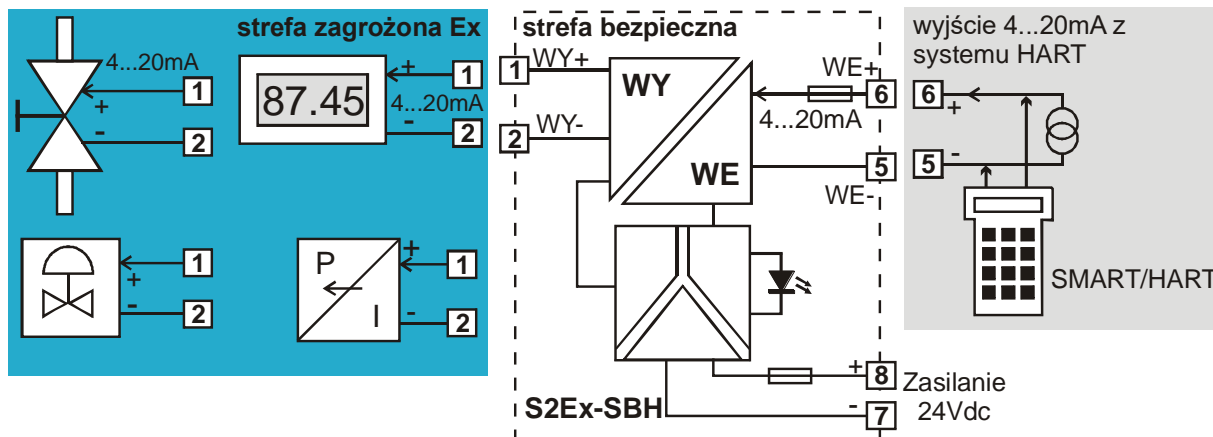 strefa zagrożona Ex
4...20mA
1
+
-
2
87.45
+
1
4...20mA
-
2
1
+
-
2
P
I
+
1
-
2
strefa bezpieczna
1
WY+
2
WY-
WY
WE
WE+
6
4...20mA
5
WE-
+
8
Zasilanie
24Vdc
-
7
S2Ex-SBH
wyjście 4...20mA z
systemu HART
6
+
5
-
SMART/HART